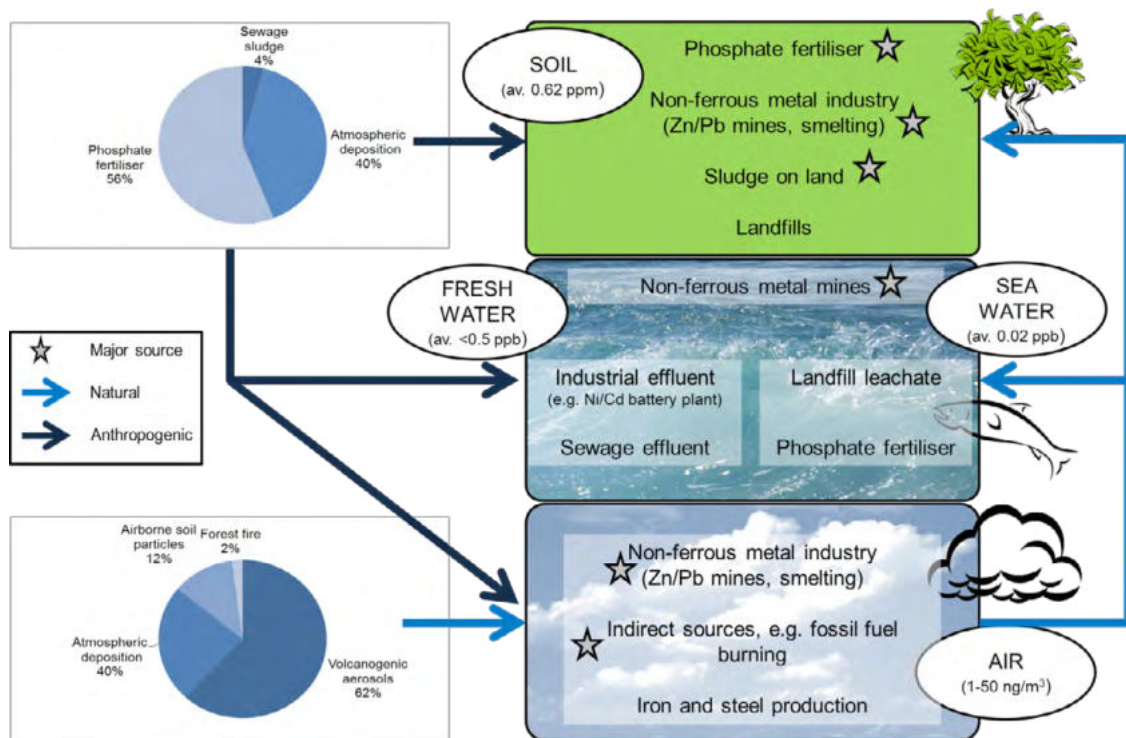 Sewage
sludge
4%
Atmospheric
deposition
40%
Phosphate
fertiliser
56%
SOIL
(av. 0.62 ppm)
Phosphate fertiliser
Non-ferrous metal industry
(Zn/Pb mines, smelting)
Sludge on land
Landfills
FRESH
WATER
(av. <0.5 ppb)
Non-ferrous metal mines
SEA
WATER
(av. 0.02 ppb)
Industrial effluent
(e.g. Ni/Cd battery plant)
Sewage effluent
Landfill leachate
Phosphate fertiliser
Major source
Natural
Anthropogenic
Airborne soil
particles
12%
Forest fire
2%
Atmospheric
deposition
40%
Volcanogenic
aerosols
62%
Non-ferrous metal industry
(Zn/Pb mines, smelting)
Indirect sources, e.g. fossil fuel
burning
Iron and steel production
AIR
(1-50 ng/m³)